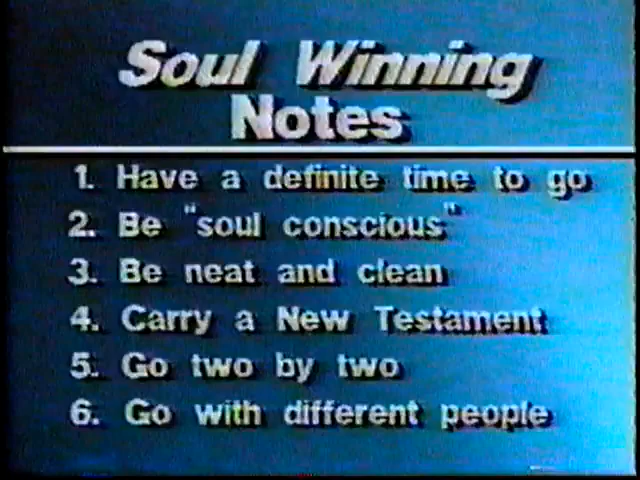 Soul Winning
Notes
1. Have a definite time to go
2. Be "soul conscious"
3. Be neat and clean
4. Carry a New Testament
5. Go two by two
6. Go with different people